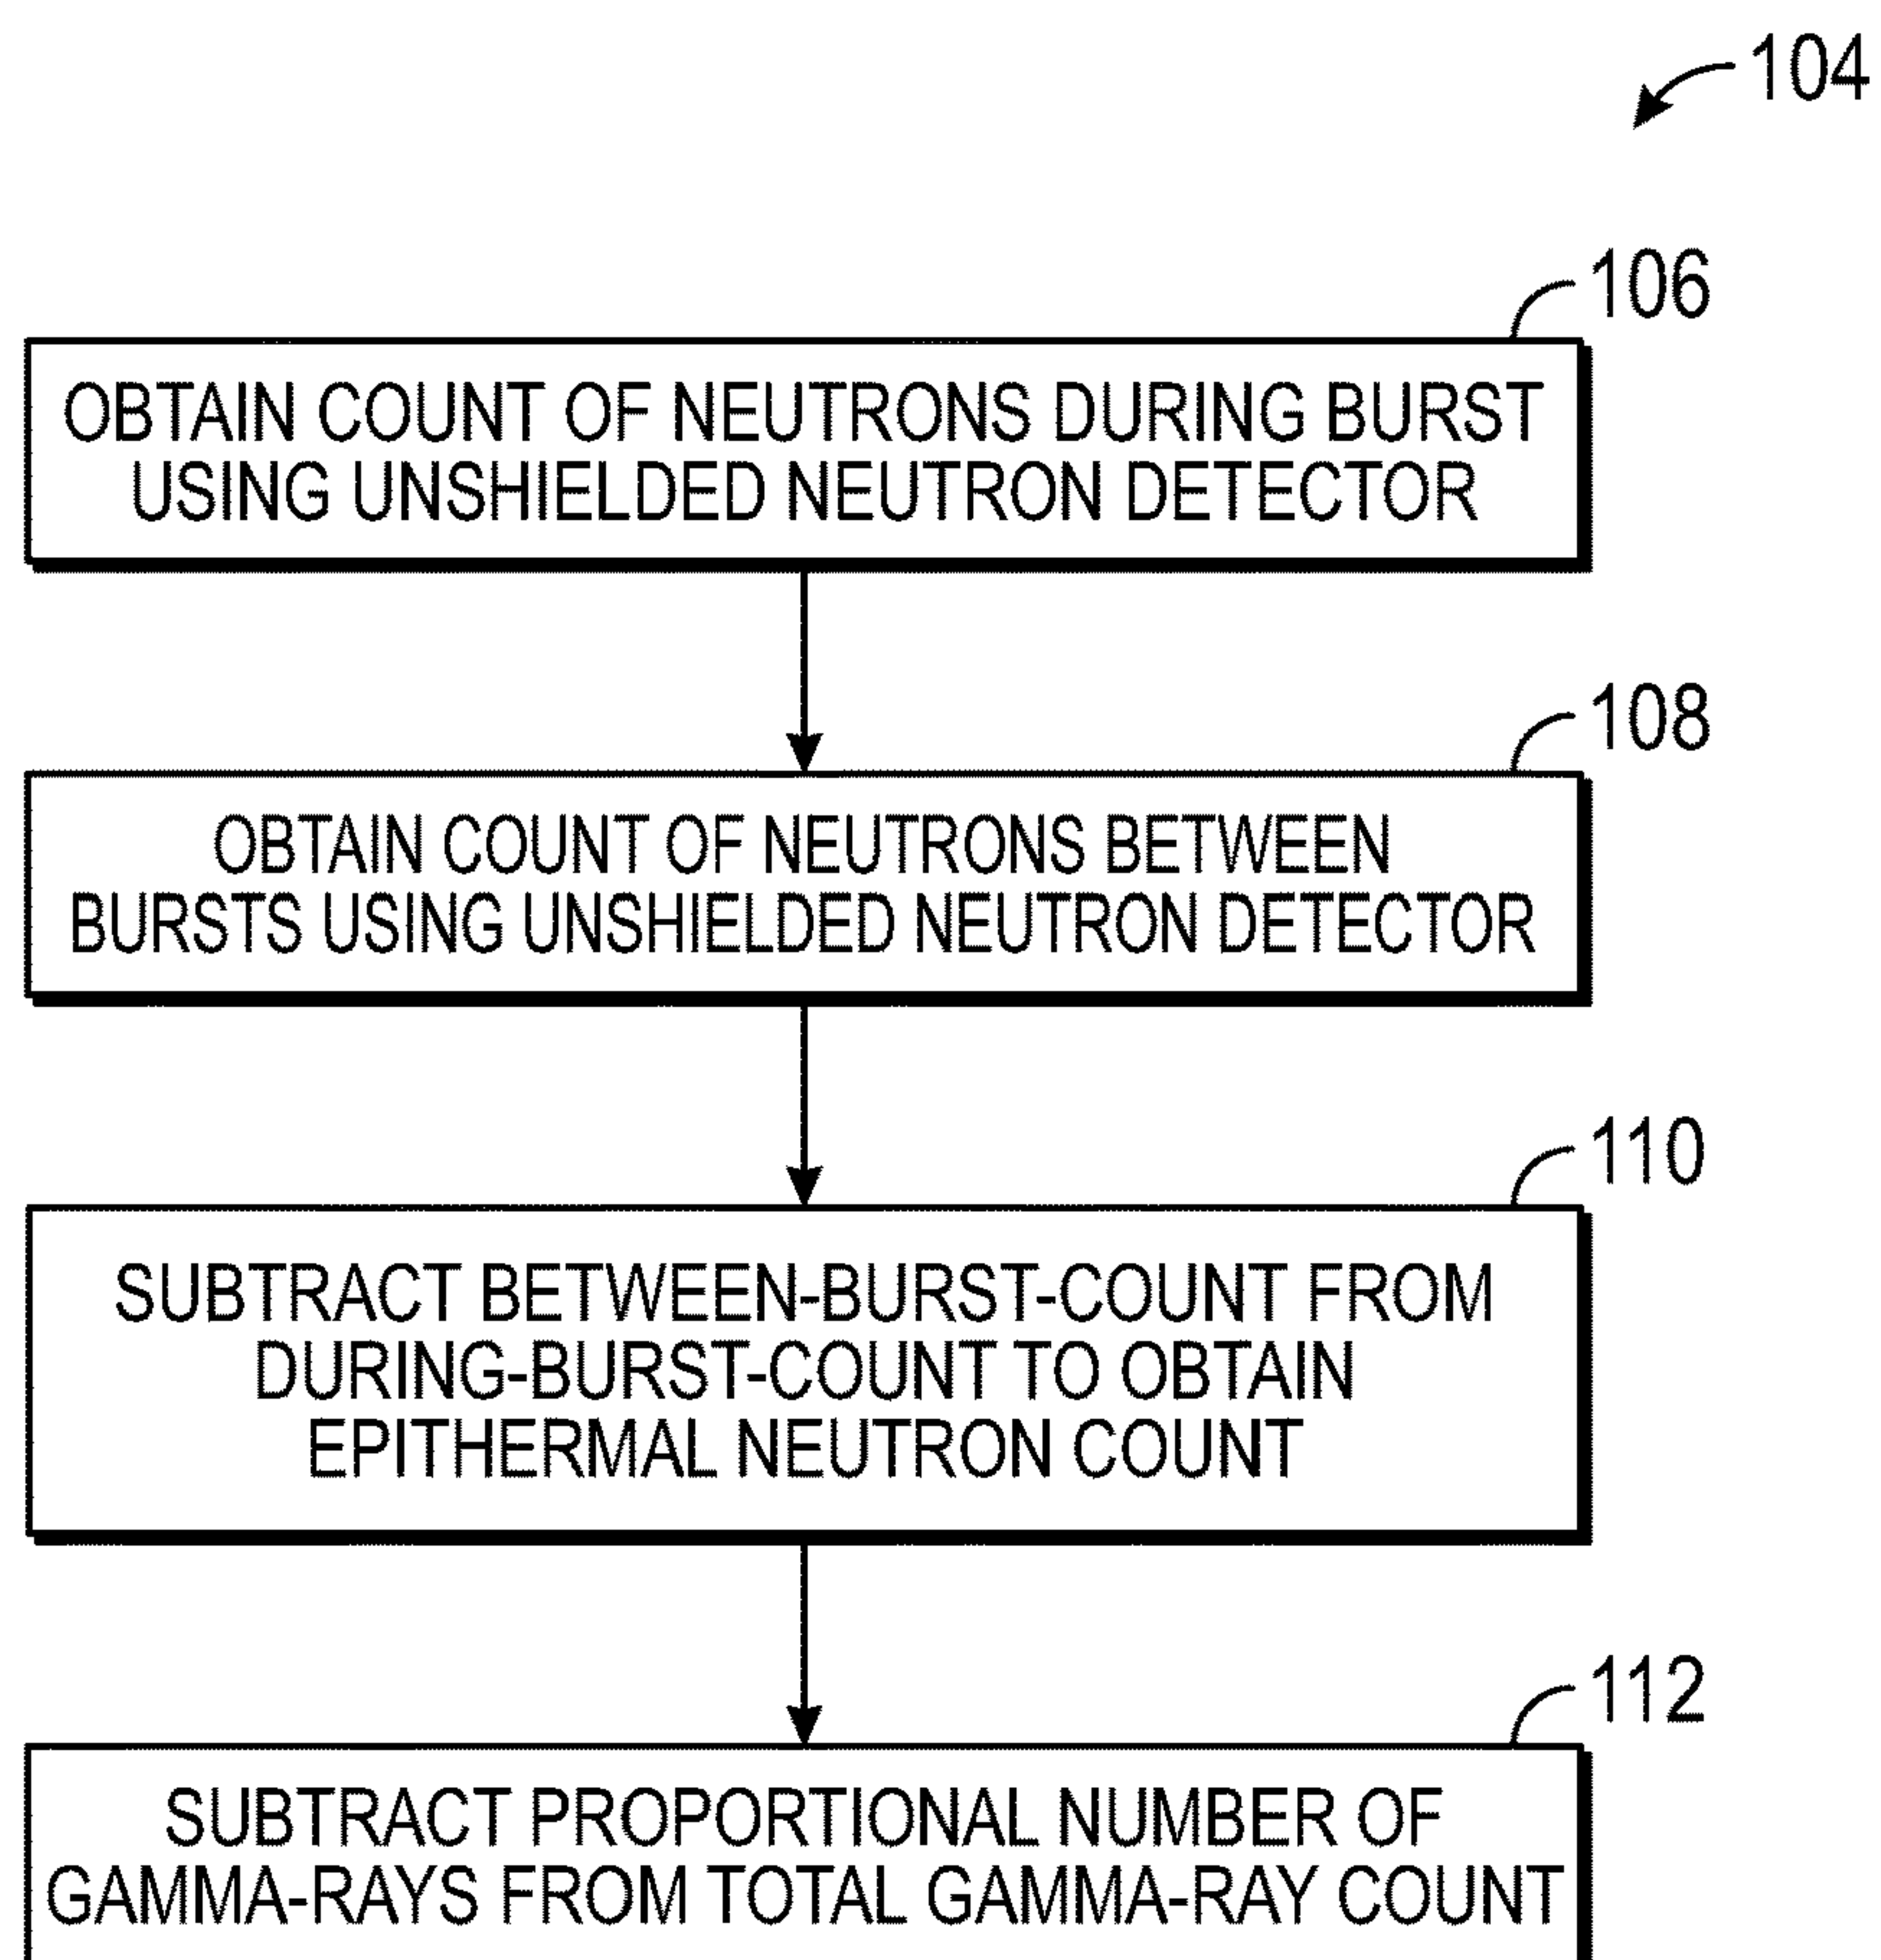 104
106
OBTAIN COUNT OF NEUTRONS DURING BURST
USING UNSHIELDED NEUTRON DETECTOR
108
OBTAIN COUNT OF NEUTRONS BETWEEN
BURSTS USING UNSHIELDED NEUTRON DETECTOR
110
SUBTRACT BETWEEN-BURST-COUNT FROM
DURING-BURST-COUNT TO OBTAIN
EPITHERMAL NEUTRON COUNT
112
SUBTRACT PROPORTIONAL NUMBER OF
GAMMA-RAYS FROM TOTAL GAMMA-RAY COUNT